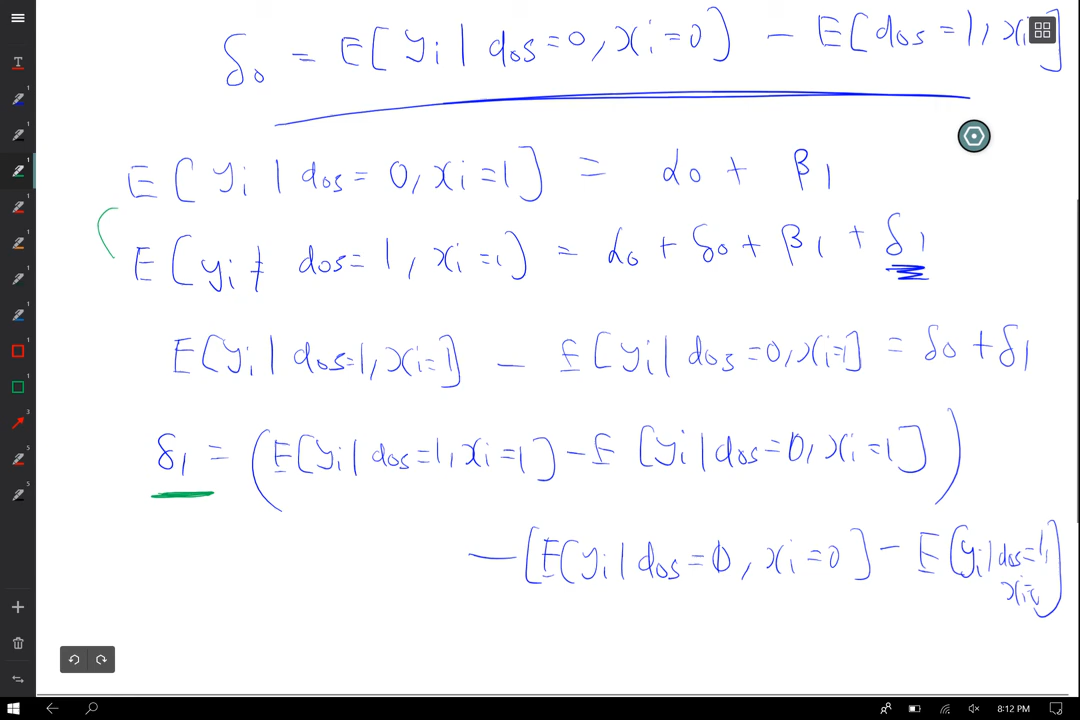 δ₀ = E[yᵢ | dos=0, xᵢ=0) − E[dos=1, xᵢ ]
E[yᵢ | dos=0, xᵢ=1] = α₀ + β₁
E[yᵢ | dos=1, xᵢ=1) = α₀ + δ₀ + β₁ + δ₁
E[yᵢ | dos=1, xᵢ=1] − E[yᵢ | dos=0, xᵢ=1] = δ₀ + δ₁
δ₁ = (E[yᵢ | dos=1, xᵢ=1] − E[yᵢ | dos=0, xᵢ=1])
− [E[yᵢ | dos=0, xᵢ=0] − E[yᵢ | dos=1,
xᵢ= ]
8:12 PM